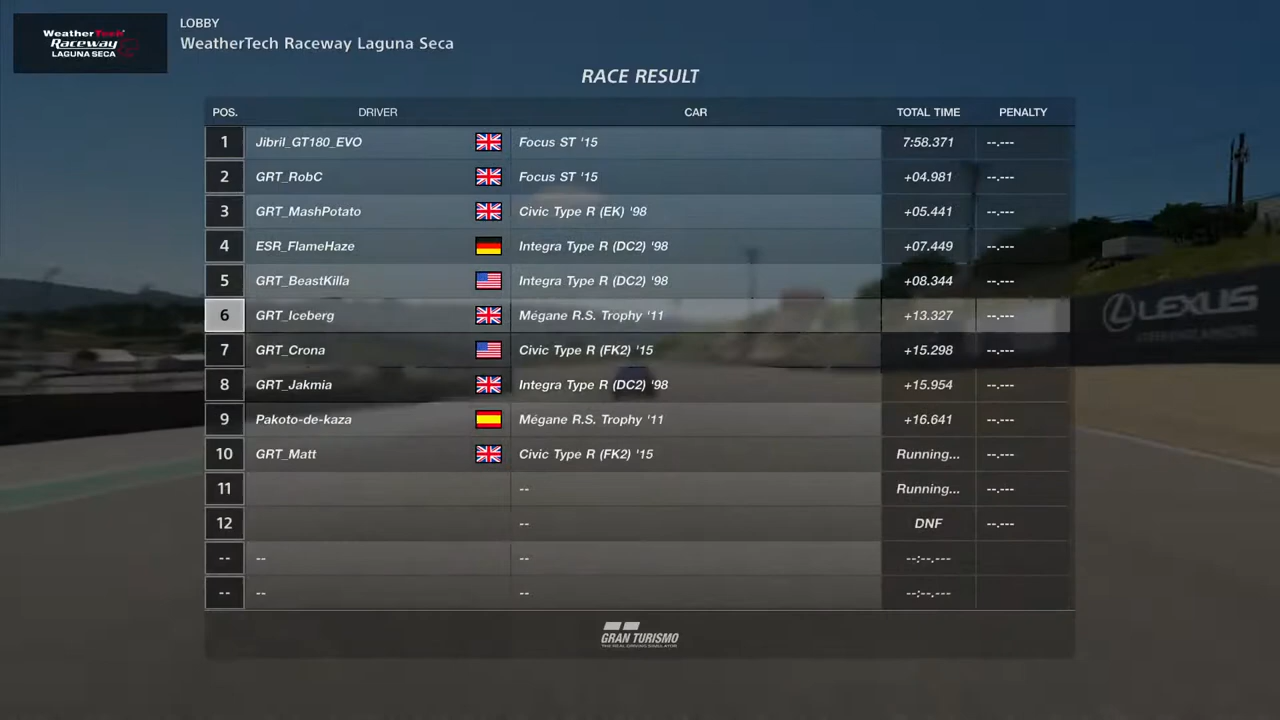 WeatherTech
Raceway
LAGUNA SECA
LOBBY
WeatherTech Raceway Laguna Seca
RACE RESULT
POS. DRIVER CAR TOTAL TIME PENALTY
1 Jibril_GT180_EVO Focus ST '15 7:58.371 --.---
2 GRT_RobC Focus ST '15 +04.981 --.---
3 GRT_MashPotato Civic Type R (EK) '98 +05.441 --.---
4 ESR_FlameHaze Integra Type R (DC2) '98 +07.449 --.---
5 GRT_BeastKilla Integra Type R (DC2) '98 +08.344 --.---
6 GRT_Iceberg Mégane R.S. Trophy '11 +13.327 --.---
7 GRT_Crona Civic Type R (FK2) '15 +15.298 --.---
8 GRT_Jakmia Integra Type R (DC2) '98 +15.954 --.---
9 Pakoto-de-kaza Mégane R.S. Trophy '11 +16.641 --.---
10 GRT_Matt Civic Type R (FK2) '15 Running... --.---
11 -- Running... --.---
12 -- DNF --.---
-- -- -- --:--.---
-- -- -- --:--.---
LEXUS
GRAN TURISMO
THE REAL DRIVING SIMULATOR